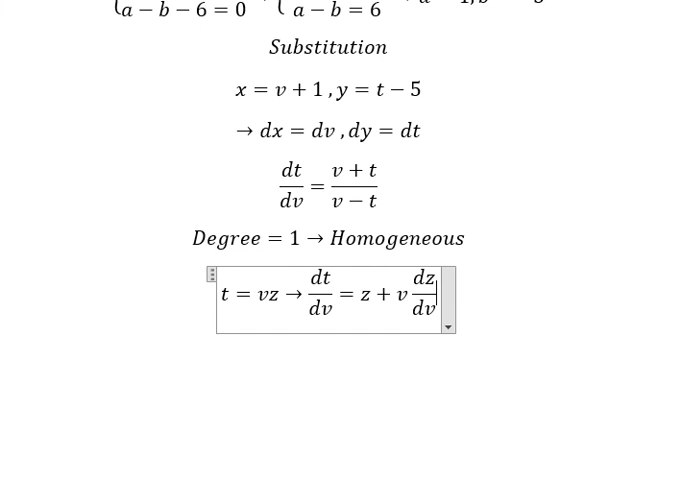 a − b − 6 = 0 { a − b = 6
Substitution
x = v + 1 , y = t − 5
→ dx = dv , dy = dt
dt/dv = (v + t)/(v − t)
Degree = 1 → Homogeneous
t = vz → dt/dv = z + v dz/dv